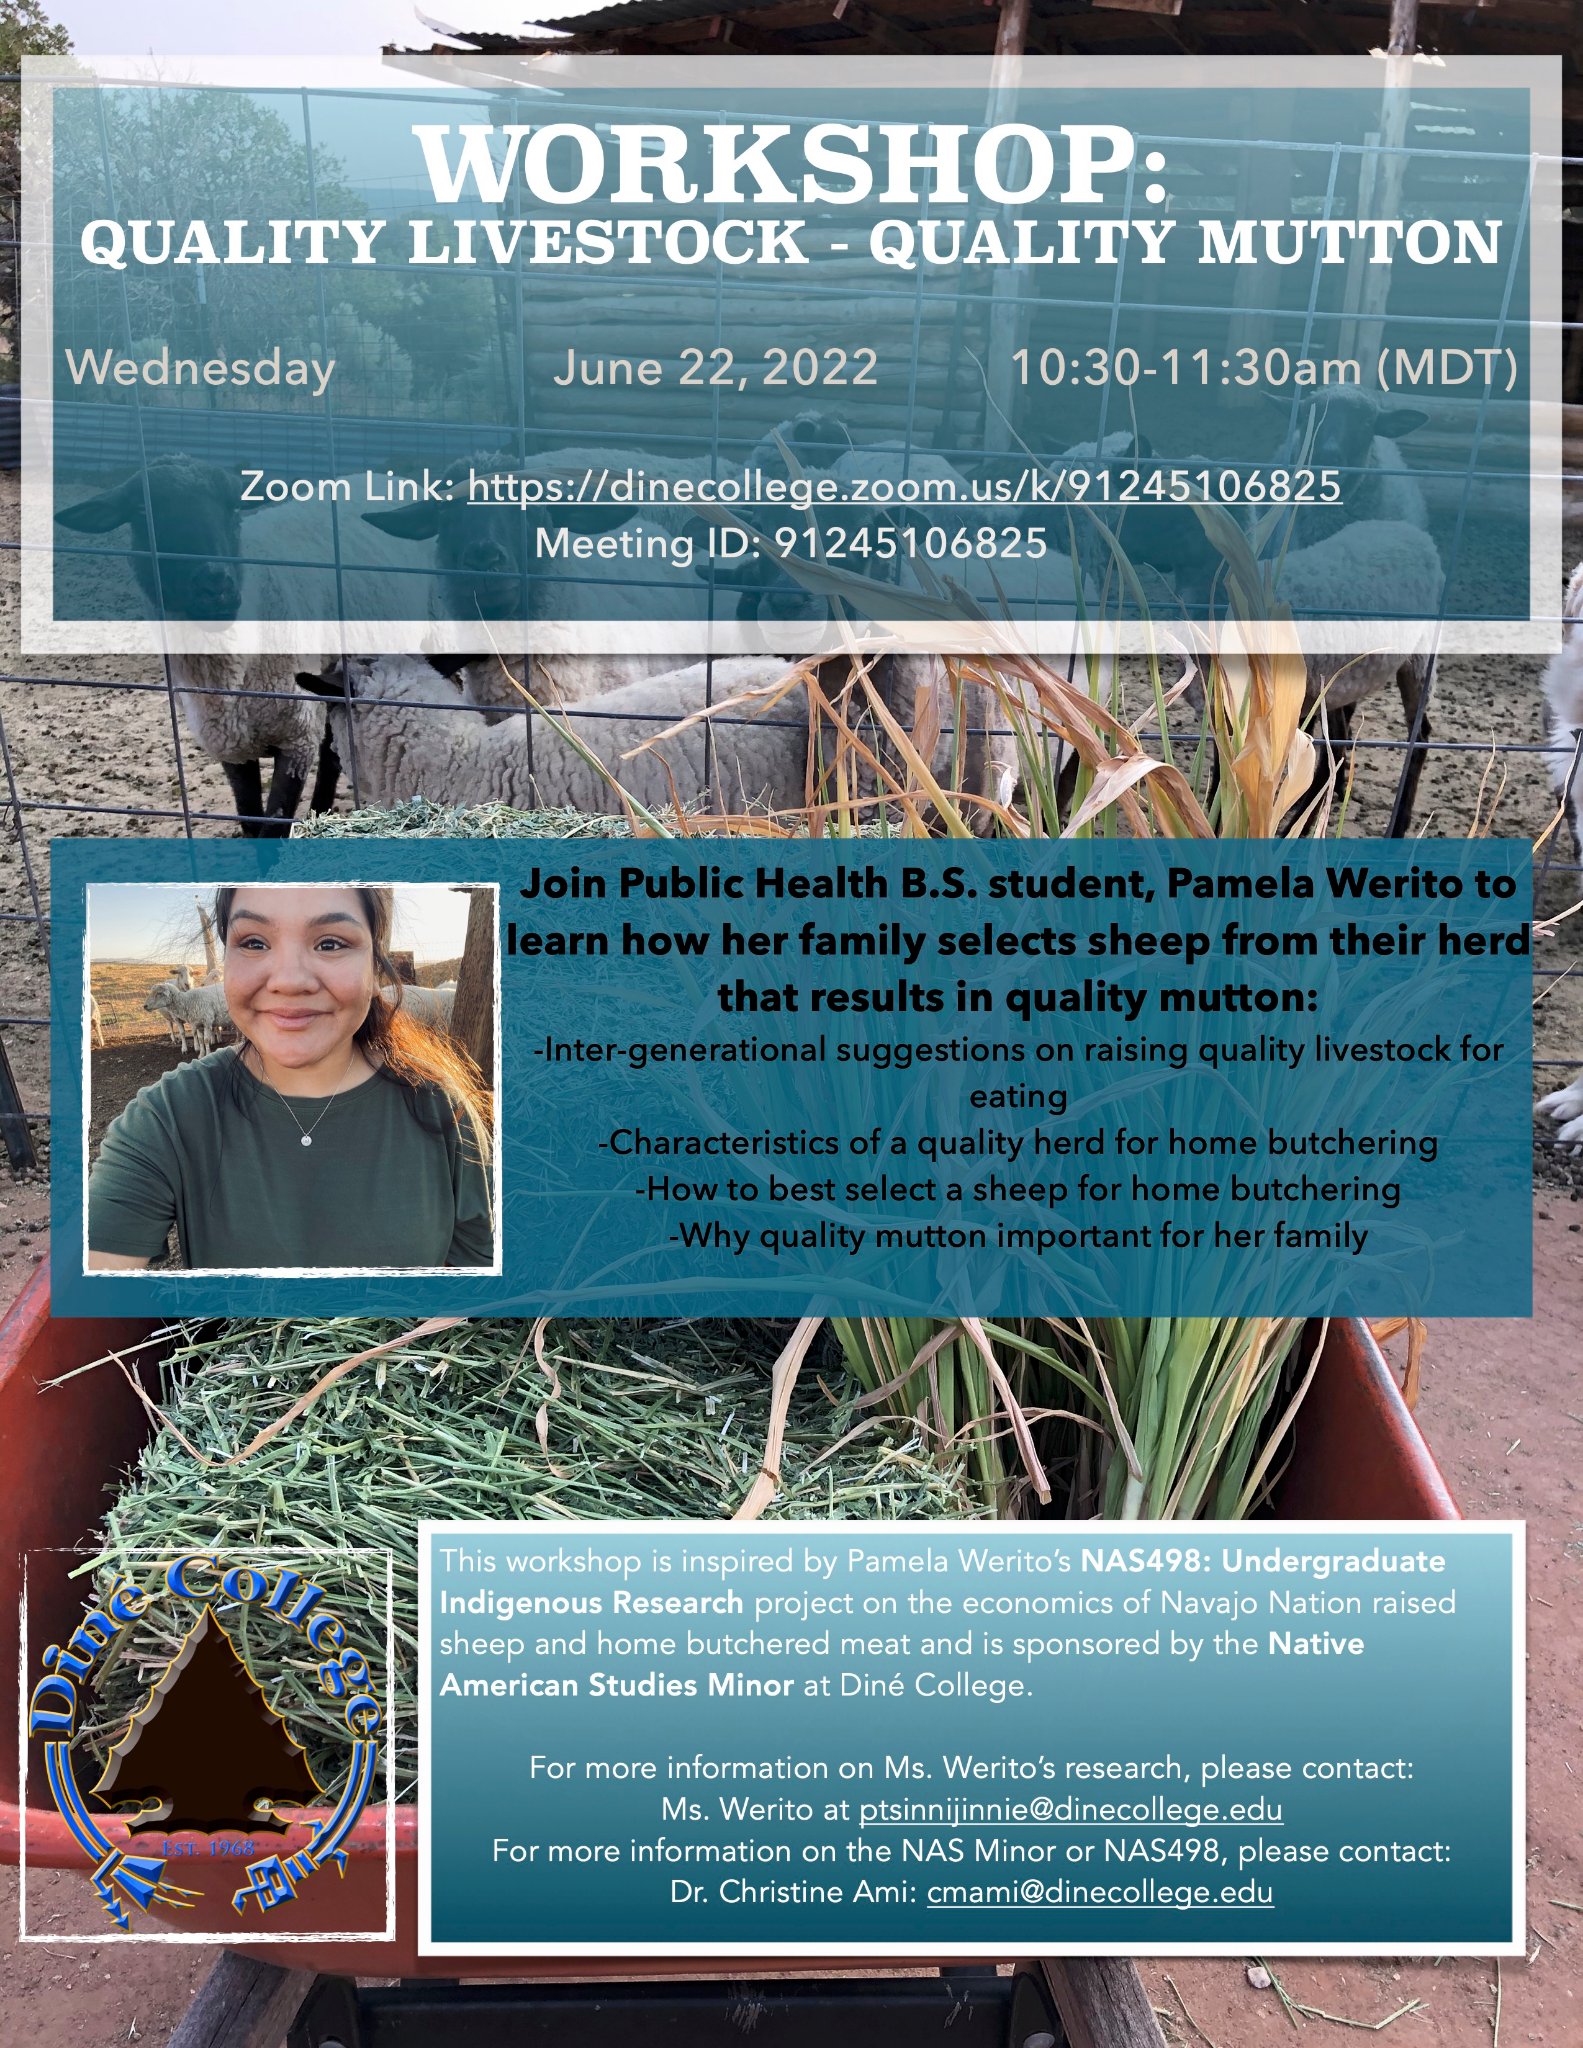 WORKSHOP:
QUALITY LIVESTOCK - QUALITY MUTTON
Wednesday June 22, 2022 10:30-11:30am (MDT)
Zoom Link: https://dinecollege.zoom.us/k/91245106825
Meeting ID: 91245106825
Join Public Health B.S. student, Pamela Werito to
learn how her family selects sheep from their herd
that results in quality mutton:
-Inter-generational suggestions on raising quality livestock for
eating
-Characteristics of a quality herd for home butchering
-How to best select a sheep for home butchering
-Why quality mutton important for her family
Diné College
EST. 1968
This workshop is inspired by Pamela Werito’s NAS498: Undergraduate
Indigenous Research project on the economics of Navajo Nation raised
sheep and home butchered meat and is sponsored by the Native
American Studies Minor at Diné College.
For more information on Ms. Werito’s research, please contact:
Ms. Werito at ptsinnijinnie@dinecollege.edu
For more information on the NAS Minor or NAS498, please contact:
Dr. Christine Ami: cmami@dinecollege.edu